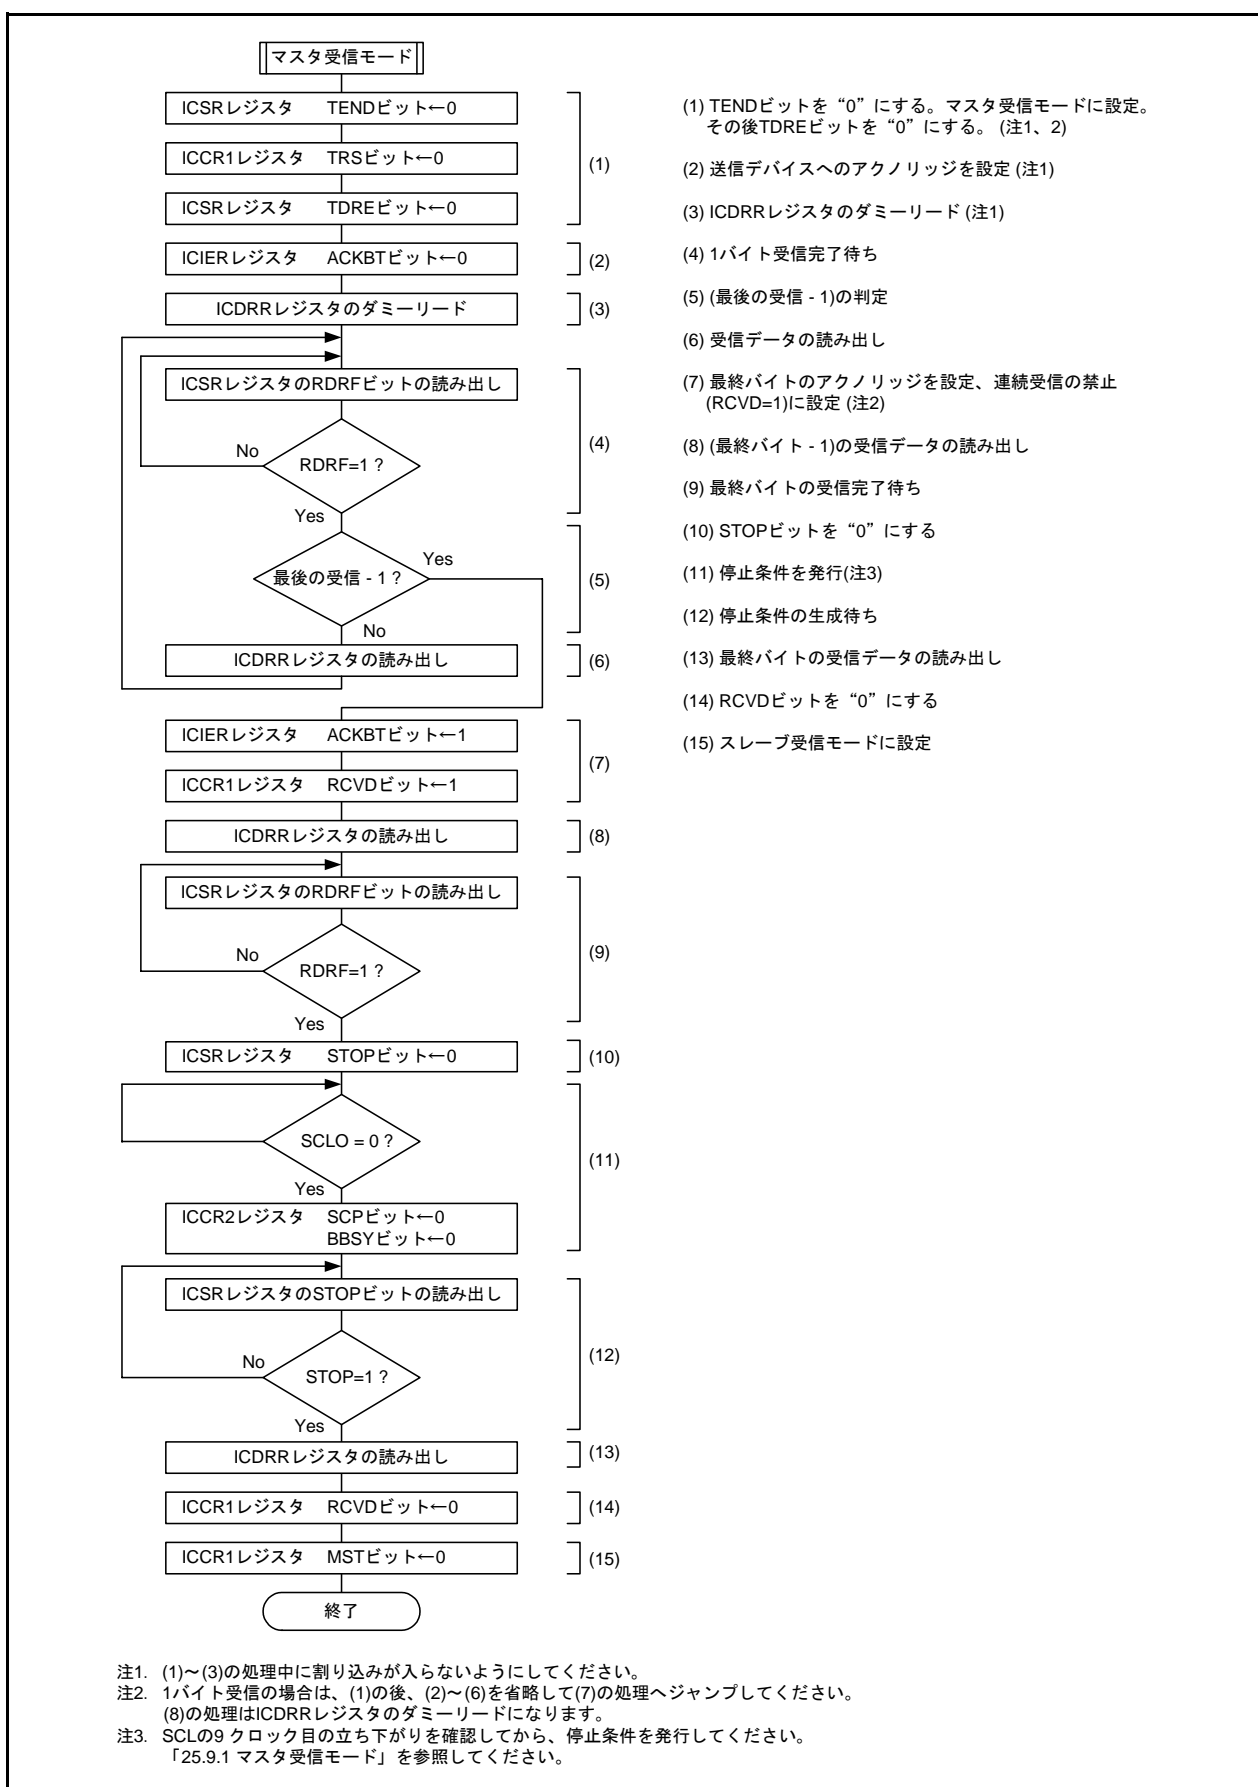 マスタ受信モード
ICSRレジスタ TENDビット←0
ICCR1レジスタ TRSビット←0
(1)
ICSRレジスタ TDREビット←0
ICIERレジスタ ACKBTビット←0
(2)
ICDRRレジスタのダミーリード
(3)
ICSRレジスタのRDRFビットの読み出し
(4)
No
RDRF=1 ?
Yes
Yes
最後の受信 - 1 ?
(5)
No
ICDRRレジスタの読み出し
(6)
ICIERレジスタ ACKBTビット←1
(7)
ICCR1レジスタ RCVDビット←1
ICDRRレジスタの読み出し
(8)
ICSRレジスタのRDRFビットの読み出し
No
(9)
RDRF=1 ?
Yes
ICSRレジスタ STOPビット←0
(10)
SCLO = 0 ?
(11)
Yes
ICCR2レジスタ SCPビット←0
BBSYビット←0
ICSRレジスタのSTOPビットの読み出し
(12)
No
STOP=1 ?
Yes
ICDRRレジスタの読み出し
(13)
ICCR1レジスタ RCVDビット←0
(14)
ICCR1レジスタ MSTビット←0
(15)
終了
(1) TENDビットを“0”にする。マスタ受信モードに設定。
その後TDREビットを“0”にする。 (注1、2)
(2) 送信デバイスへのアクノリッジを設定 (注1)
(3) ICDRRレジスタのダミーリード (注1)
(4) 1バイト受信完了待ち
(5) (最後の受信 - 1)の判定
(6) 受信データの読み出し
(7) 最終バイトのアクノリッジを設定、連続受信の禁止
(RCVD=1)に設定 (注2)
(8) (最終バイト - 1)の受信データの読み出し
(9) 最終バイトの受信完了待ち
(10) STOPビットを“0”にする
(11) 停止条件を発行(注3)
(12) 停止条件の生成待ち
(13) 最終バイトの受信データの読み出し
(14) RCVDビットを“0”にする
(15) スレーブ受信モードに設定
注1. (1)～(3)の処理中に割り込みが入らないようにしてください。
注2. 1バイト受信の場合は、(1)の後、(2)～(6)を省略して(7)の処理へジャンプしてください。
(8)の処理はICDRRレジスタのダミーリードになります。
注3. SCLの9 クロック目の立ち下がりを確認してから、停止条件を発行してください。
「25.9.1 マスタ受信モード」を参照してください。